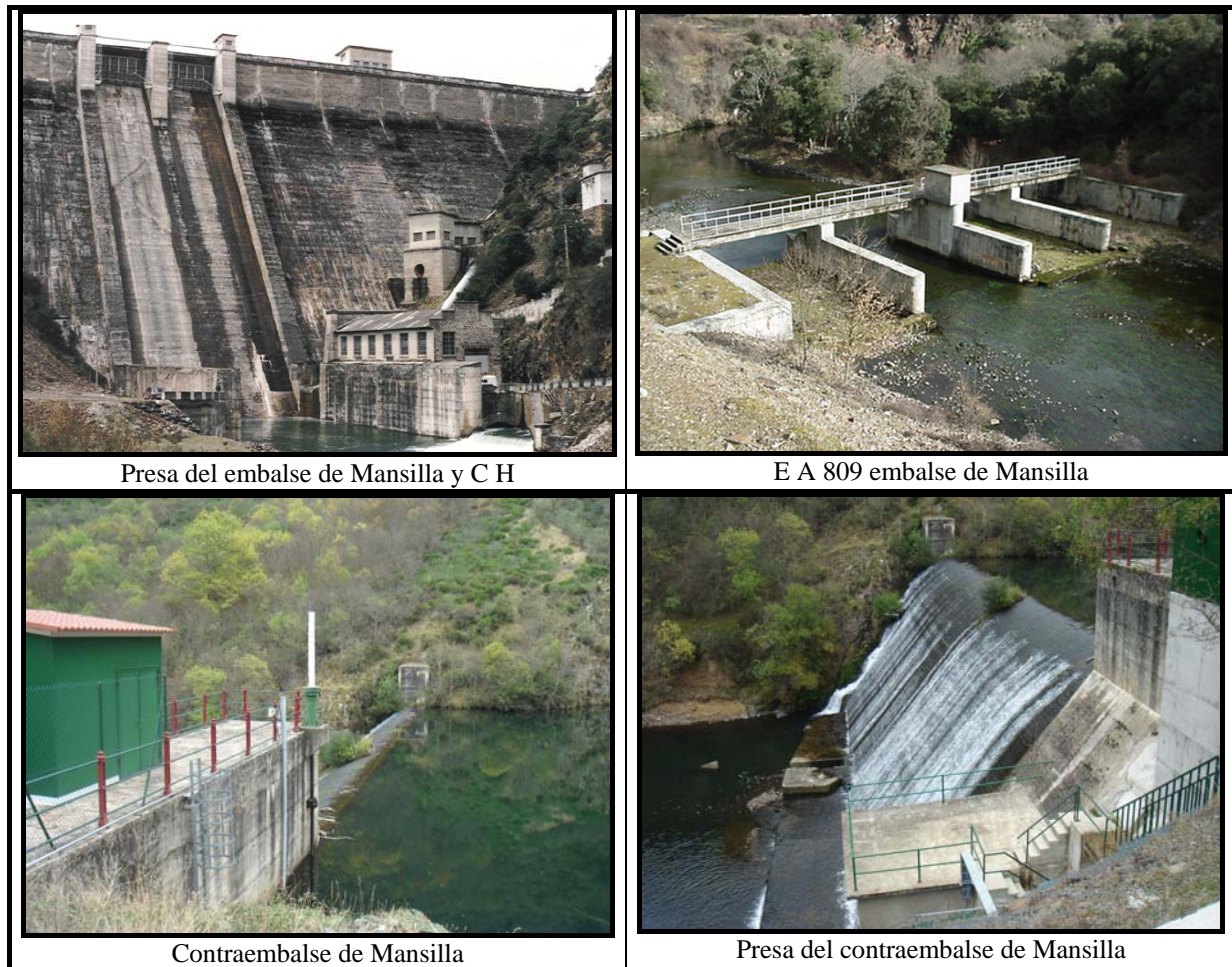 Presa del embalse de Mansilla y C H
E A 809 embalse de Mansilla
Contraembalse de Mansilla
Presa del contraembalse de Mansilla